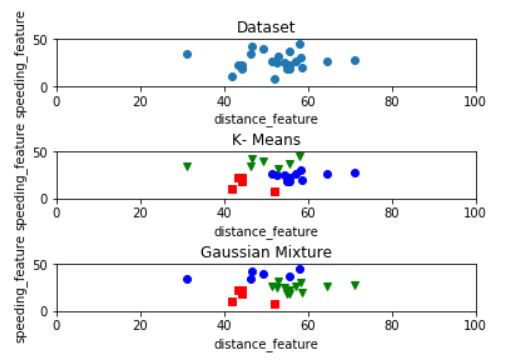 Dataset
speeding_feature
50
0
0 20 40 60 80 100
distance_feature
K- Means
speeding_feature
50
0
0 20 40 60 80 100
distance_feature
Gaussian Mixture
speeding_feature
50
0
0 20 40 60 80 100
distance_feature